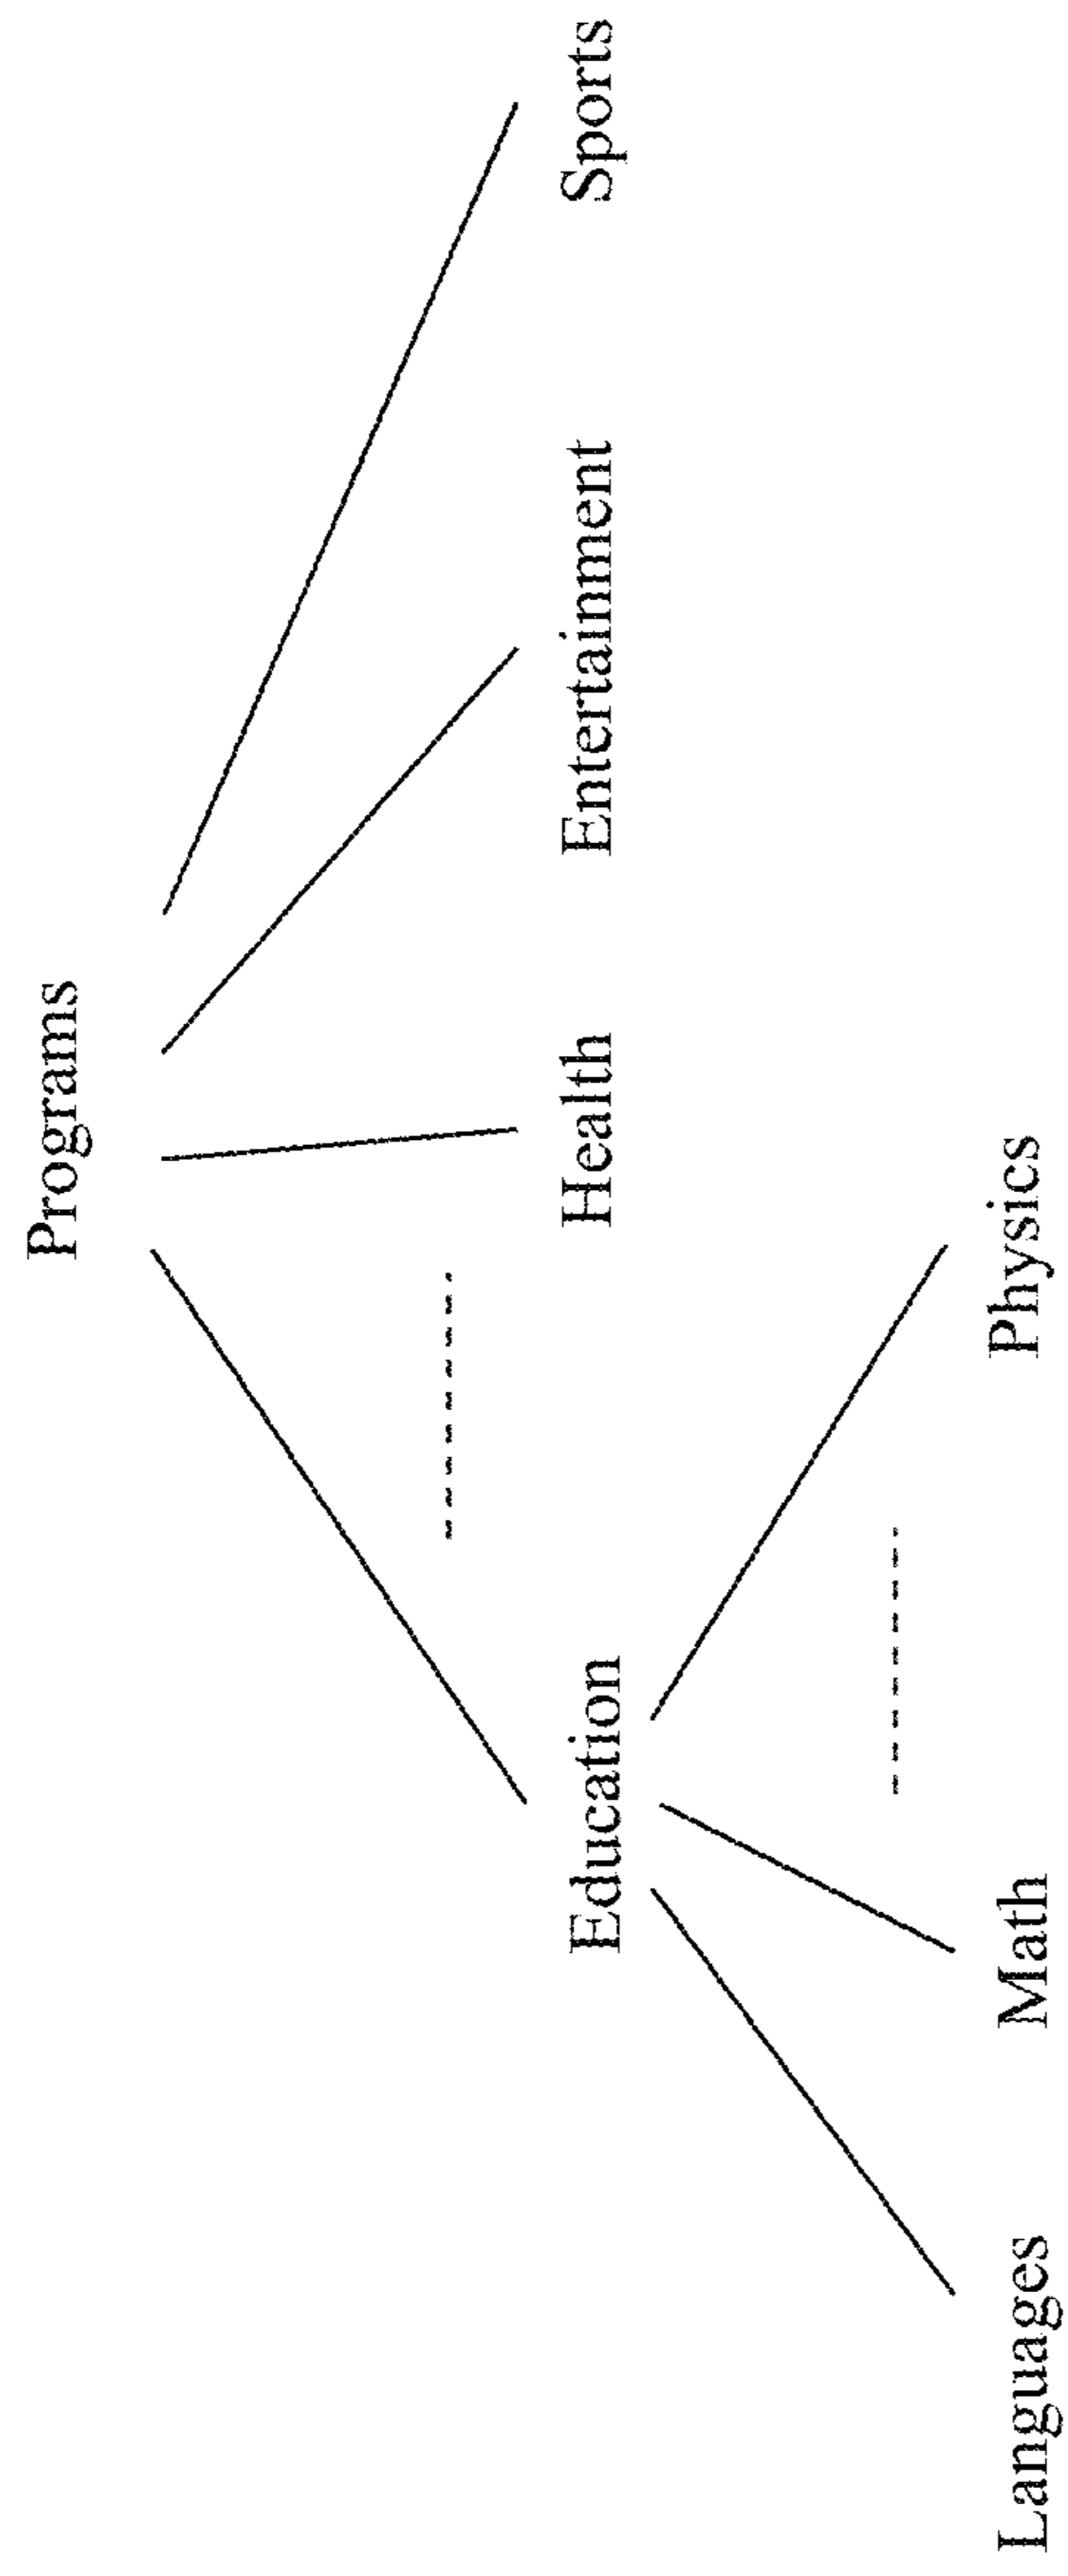 Programs
Education
Health
Entertainment
Sports
Languages
Math
Physics